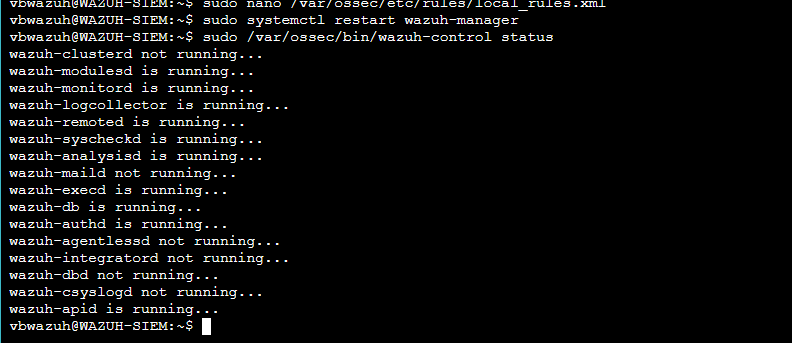 vbwazuh@WAZUH-SIEM:~$ sudo nano /var/ossec/etc/rules/local_rules.xml
vbwazuh@WAZUH-SIEM:~$ sudo systemctl restart wazuh-manager
vbwazuh@WAZUH-SIEM:~$ sudo /var/ossec/bin/wazuh-control status
wazuh-clusterd not running...
wazuh-modulesd is running...
wazuh-monitord is running...
wazuh-logcollector is running...
wazuh-remoted is running...
wazuh-syscheckd is running...
wazuh-analysisd is running...
wazuh-maild not running...
wazuh-execd is running...
wazuh-db is running...
wazuh-authd is running...
wazuh-agentlessd not running...
wazuh-integratord not running...
wazuh-dbd not running...
wazuh-csyslogd not running...
wazuh-apid is running...
vbwazuh@WAZUH-SIEM:~$